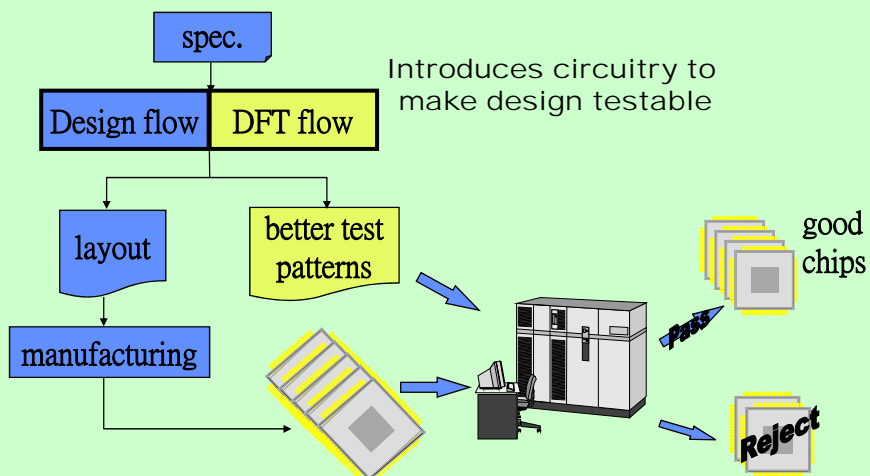 spec.
Introduces circuitry to
make design testable
Design flow
DFT flow
layout
better test
patterns
good
chips
Pass
manufacturing
Reject